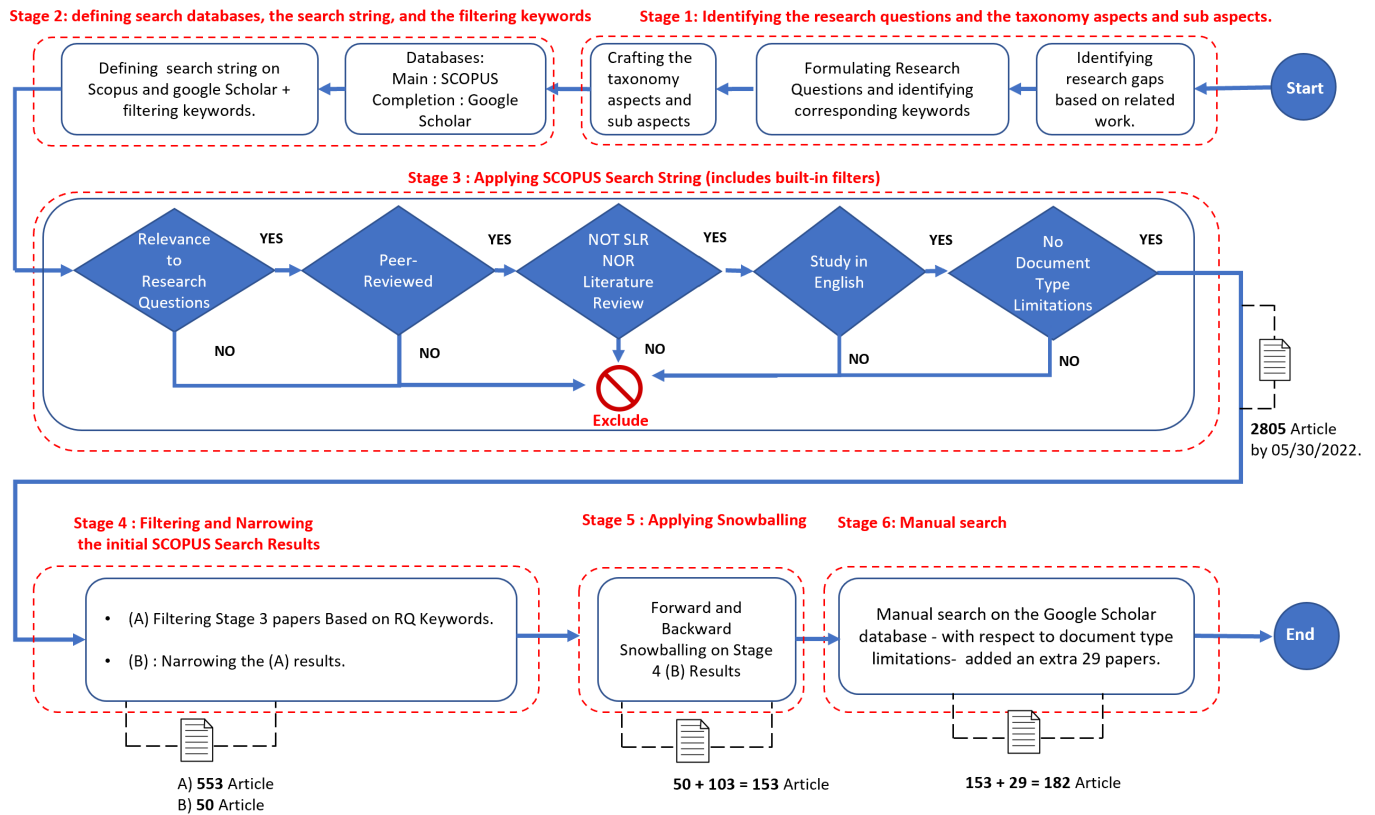 Stage 2: defining search databases, the search string, and the filtering keywords
Stage 1: Identifying the research questions and the taxonomy aspects and sub aspects.
Start
Identifying
research gaps
based on related
work.
Formulating Research
Questions and identifying
corresponding keywords
Crafting the
taxonomy
aspects and
sub aspects
Databases:
Main : SCOPUS
Completion : Google
Scholar
Defining search string on
Scopus and google Scholar +
filtering keywords.
Stage 3 : Applying SCOPUS Search String (includes built-in filters)
Relevance
to
Research
Questions
YES
NO
Peer-
Reviewed
YES
NO
NOT SLR
NOR
Literature
Review
YES
NO
Study in
English
YES
NO
No
Document
Type
Limitations
YES
NO
Exclude
2805 Article
by 05/30/2022.
Stage 4 : Filtering and Narrowing
the initial SCOPUS Search Results
• (A) Filtering Stage 3 papers Based on RQ Keywords.
• (B) : Narrowing the (A) results.
A) 553 Article
B) 50 Article
Stage 5 : Applying Snowballing
Forward and
Backward
Snowballing on Stage
4 (B) Results
50 + 103 = 153 Article
Stage 6: Manual search
Manual search on the Google Scholar
database - with respect to document type
limitations- added an extra 29 papers.
153 + 29 = 182 Article
End